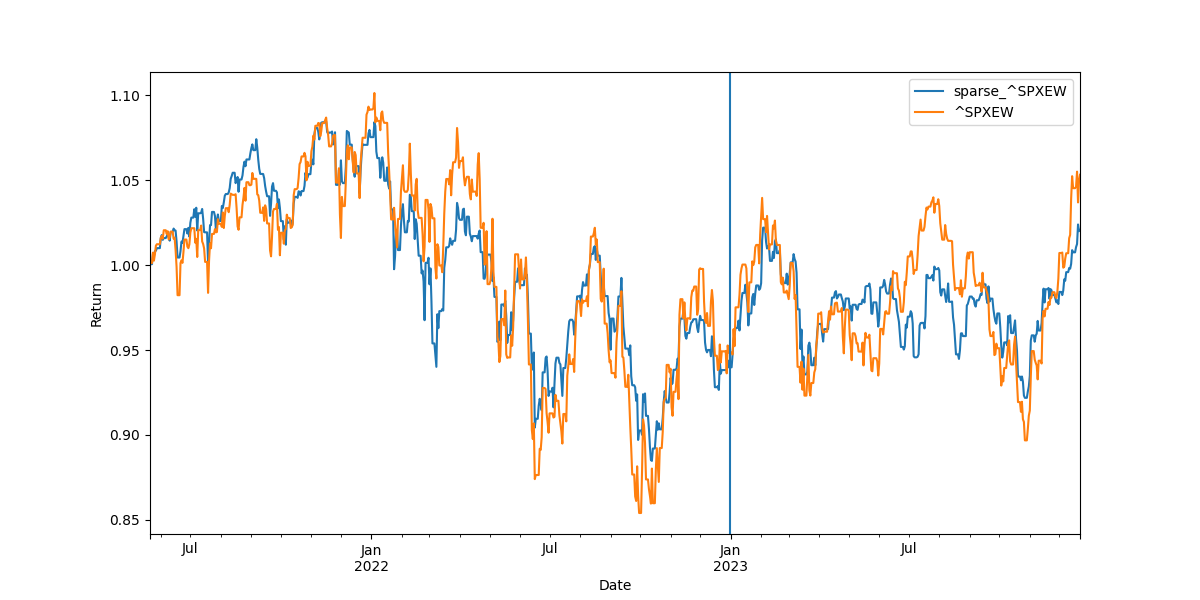 sparse_^SPXEW
^SPXEW
1.10
1.05
1.00
0.95
0.90
0.85
Return
Jul
Jan
2022
Jul
Jan
2023
Jul
Date